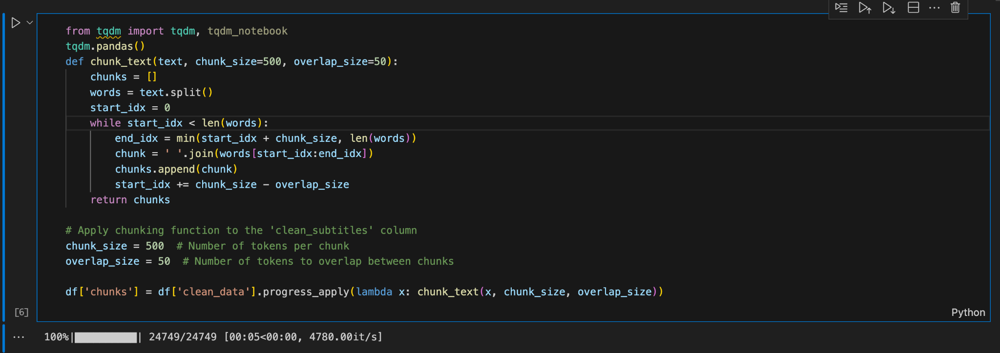 from tqdm import tqdm, tqdm_notebook
tqdm.pandas()
def chunk_text(text, chunk_size=500, overlap_size=50):
    chunks = []
    words = text.split()
    start_idx = 0
    while start_idx < len(words):
        end_idx = min(start_idx + chunk_size, len(words))
        chunk = ' '.join(words[start_idx:end_idx])
        chunks.append(chunk)
        start_idx += chunk_size - overlap_size
    return chunks

# Apply chunking function to the 'clean_subtitles' column
chunk_size = 500  # Number of tokens per chunk
overlap_size = 50  # Number of tokens to overlap between chunks

df['chunks'] = df['clean_data'].progress_apply(lambda x: chunk_text(x, chunk_size, overlap_size))
[6]
Python
100%|██████████| 24749/24749 [00:05<00:00, 4780.00it/s]